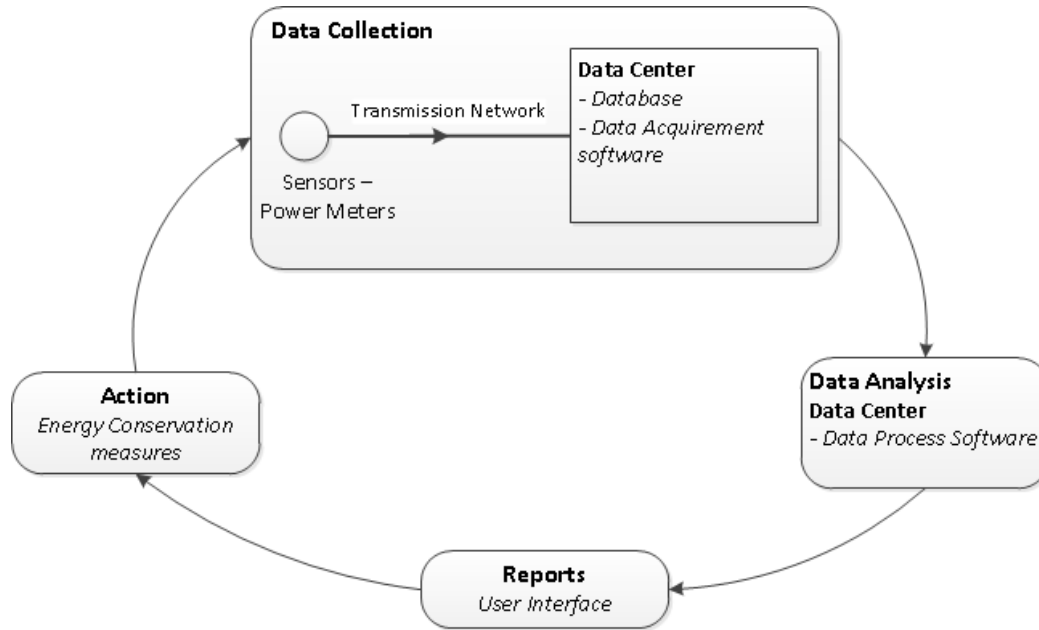 Data Collection
Data Center
- Database
- Data Acquirement
software
Transmission Network
Sensors –
Power Meters
Data Analysis
Data Center
- Data Process Software
Reports
User Interface
Action
Energy Conservation
measures